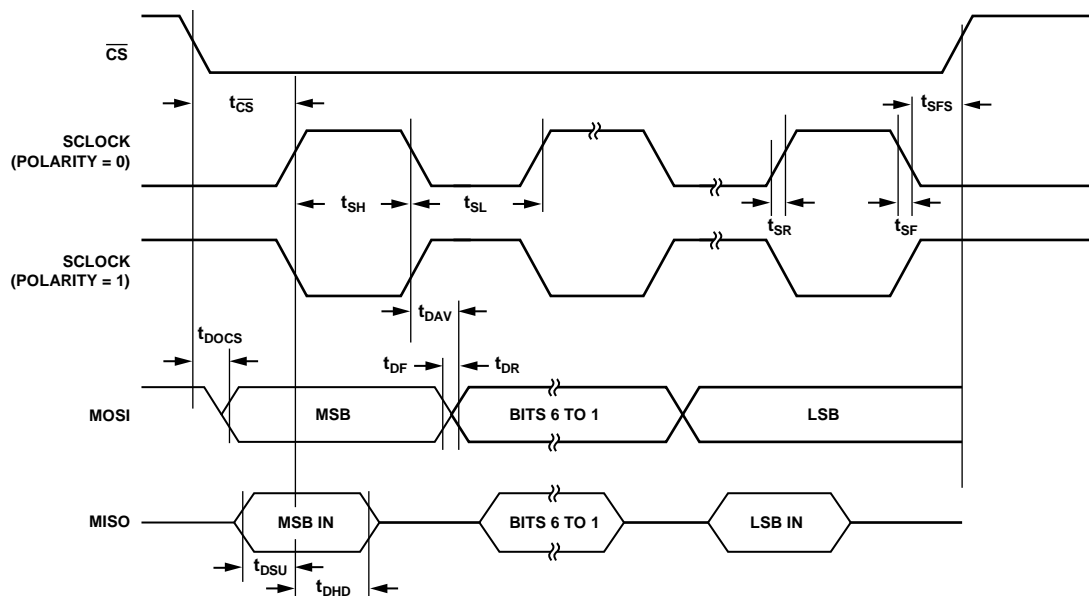 CS
tCS
tSFS
SCLOCK
(POLARITY = 0)
tSH
tSL
tSR
tSF
SCLOCK
(POLARITY = 1)
tDAV
tDOCS
tDF
tDR
MOSI
MSB
BITS 6 TO 1
LSB
MISO
MSB IN
BITS 6 TO 1
LSB IN
tDSU
tDHD